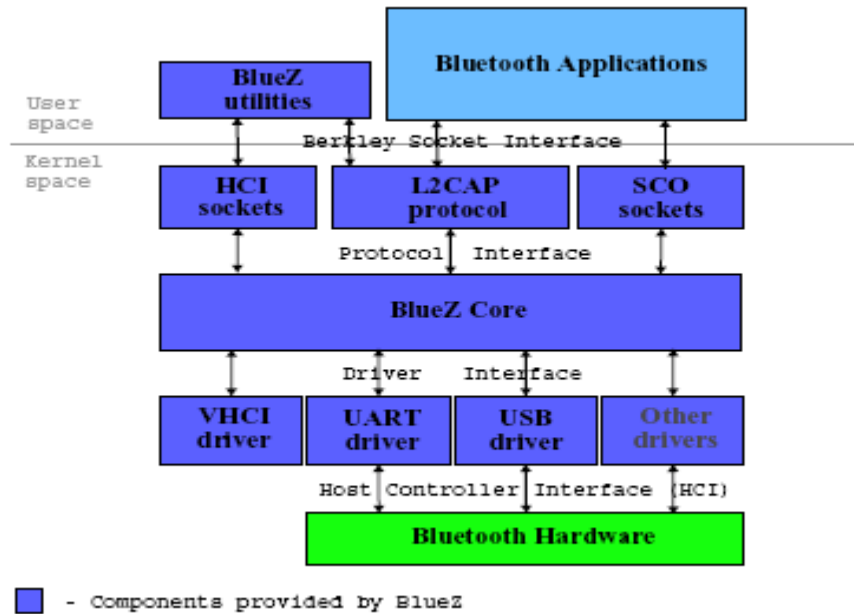 BlueZ
utilities
Bluetooth Applications
User
space
Berkley Socket Interface
Kernel
space
HCI
sockets
L2CAP
protocol
SCO
sockets
Protocol Interface
BlueZ Core
Driver Interface
VHCI
driver
UART
driver
USB
driver
Other
drivers
Host Controller Interface (HCI)
Bluetooth Hardware
- Components provided by BlueZ